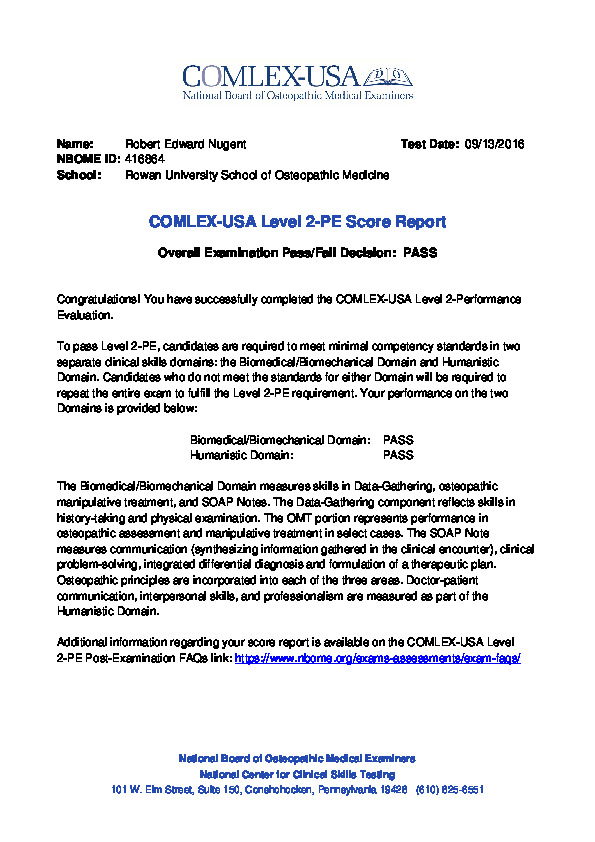 COMLEX-USA
National Board of Osteopathic Medical Examiners
Name: Robert Edward Nugent Test Date: 09/13/2016
NBOME ID: 416864
School: Rowan University School of Osteopathic Medicine
COMLEX-USA Level 2-PE Score Report
Overall Examination Pass/Fail Decision: PASS
Congratulations! You have successfully completed the COMLEX-USA Level 2-Performance
Evaluation.
To pass Level 2-PE, candidates are required to meet minimal competency standards in two
separate clinical skills domains: the Biomedical/Biomechanical Domain and Humanistic
Domain. Candidates who do not meet the standards for either Domain will be required to
repeat the entire exam to fulfill the Level 2-PE requirement. Your performance on the two
Domains is provided below:
Biomedical/Biomechanical Domain: PASS
Humanistic Domain: PASS
The Biomedical/Biomechanical Domain measures skills in Data-Gathering, osteopathic
manipulative treatment, and SOAP Notes. The Data-Gathering component reflects skills in
history-taking and physical examination. The OMT portion represents performance in
osteopathic assessment and manipulative treatment in select cases. The SOAP Note
measures communication (synthesizing information gathered in the clinical encounter), clinical
problem-solving, integrated differential diagnosis and formulation of a therapeutic plan.
Osteopathic principles are incorporated into each of the three areas. Doctor-patient
communication, interpersonal skills, and professionalism are measured as part of the
Humanistic Domain.
Additional information regarding your score report is available on the COMLEX-USA Level
2-PE Post-Examination FAQs link: https://www.nbome.org/exams-assessments/exam-faqs/
National Board of Osteopathic Medical Examiners
National Center for Clinical Skills Testing
101 W. Elm Street, Suite 150, Conshohocken, Pennsylvania 19428 (610) 825-6551